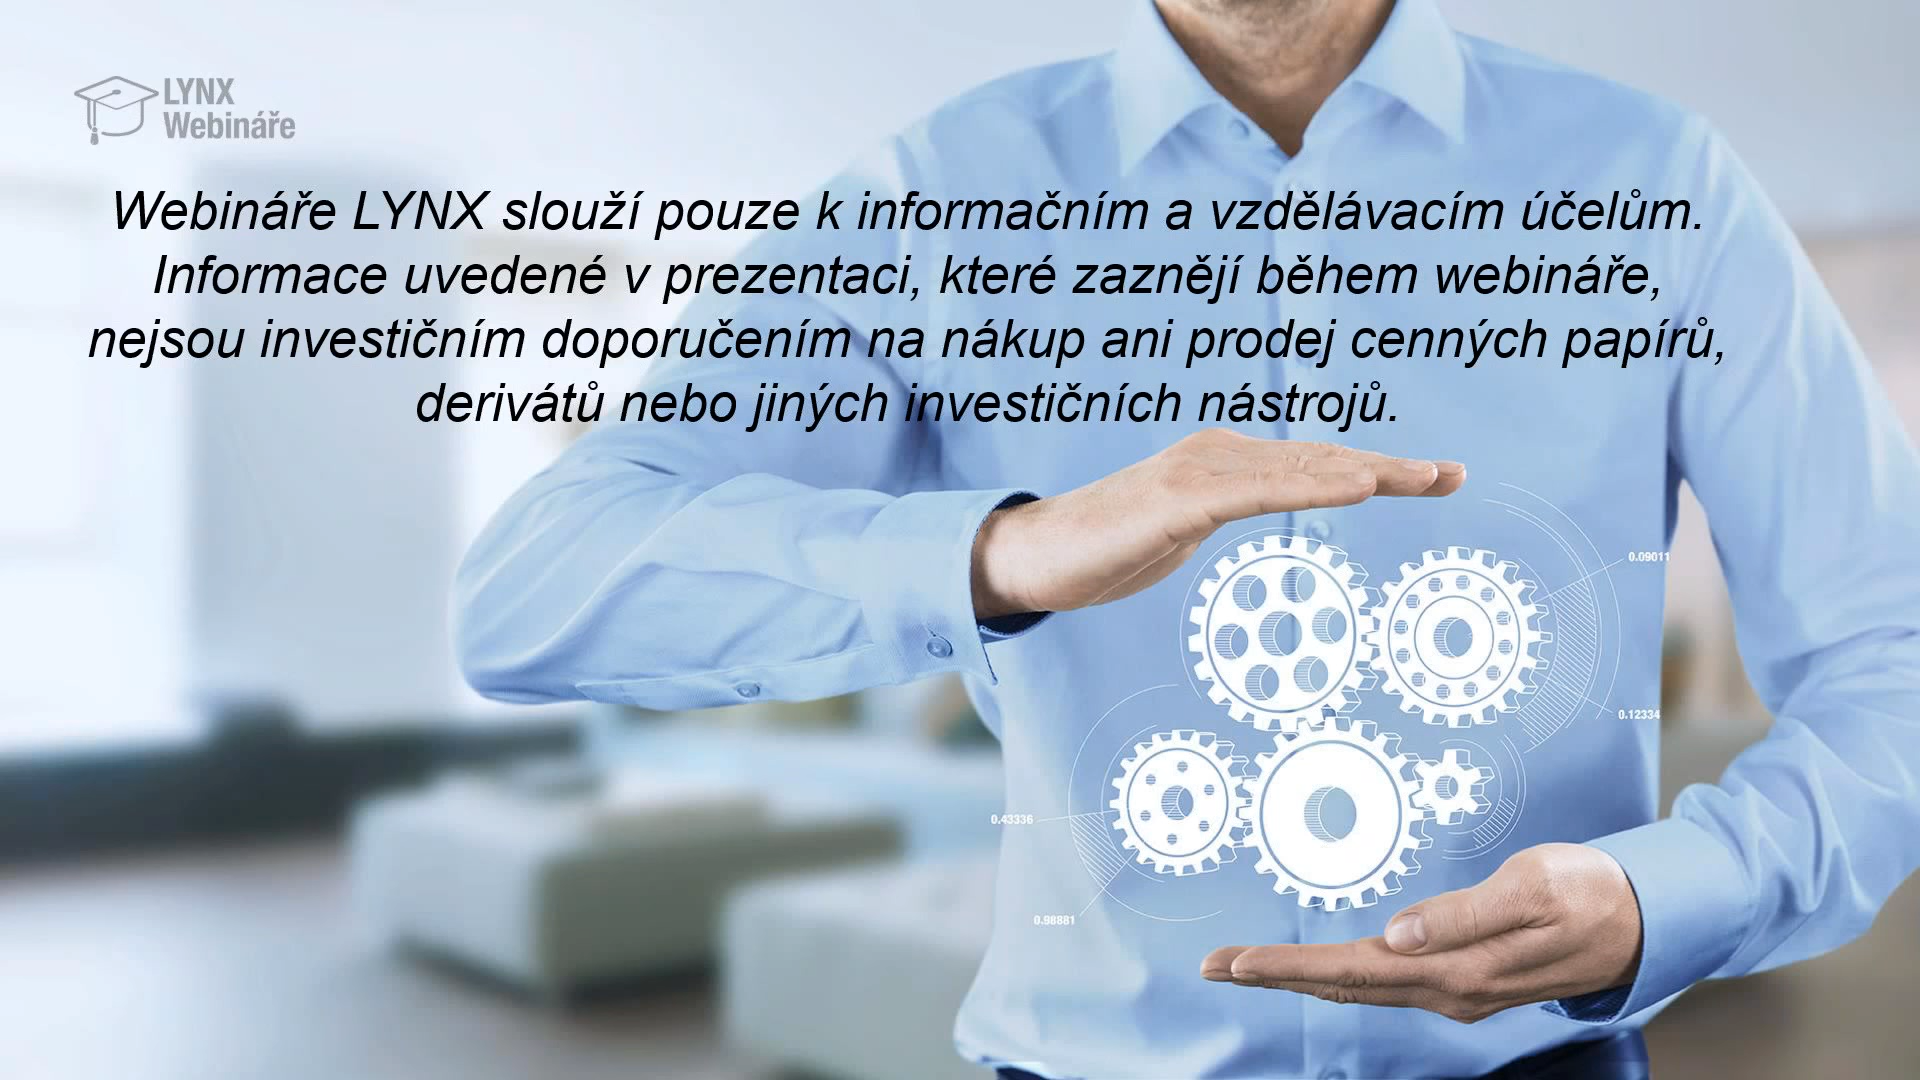 LYNX
Webináře
Webináře LYNX slouží pouze k informačním a vzdělávacím účelům.
Informace uvedené v prezentaci, které zaznějí během webináře,
nejsou investičním doporučením na nákup ani prodej cenných papírů,
derivátů nebo jiných investičních nástrojů.
0.09011
0.12334
0.43336
0.98881